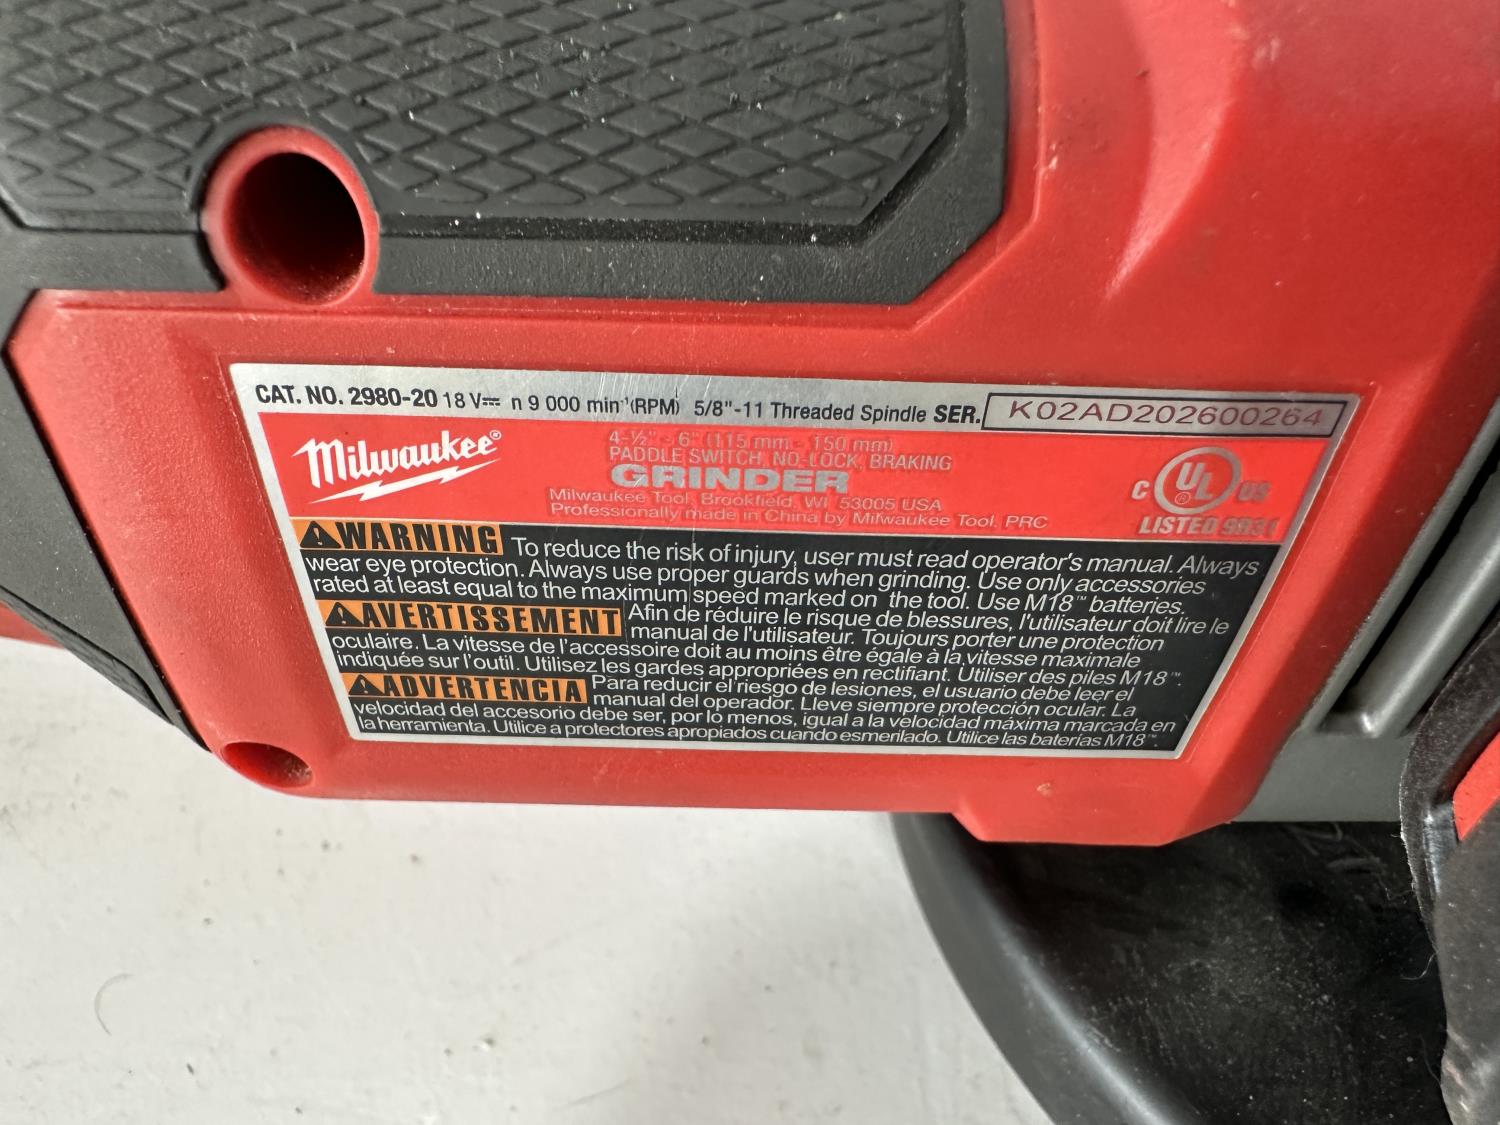 CAT. NO. 2980-20 18 V⎓ n 9 000 min⁻¹(RPM) 5/8"-11 Threaded Spindle SER. K02AD202600264
Milwaukee®
4-½" - 6" (115 mm - 150 mm)
PADDLE SWITCH, NO-LOCK, BRAKING
GRINDER
Milwaukee Tool, Brookfield, WI 53005 USA
Professionally made in China by Milwaukee Tool, PRC
C UL® US
LISTED 9931
⚠WARNING To reduce the risk of injury, user must read operator's manual. Always
wear eye protection. Always use proper guards when grinding. Use only accessories
rated at least equal to the maximum speed marked on the tool. Use M18™ batteries.
⚠AVERTISSEMENT Afin de réduire le risque de blessures, l'utilisateur doit lire le
manual de l'utilisateur. Toujours porter une protection
oculaire. La vitesse de l'accessoire doit au moins être égale à la vitesse maximale
indiquée sur l'outil. Utilisez les gardes appropriées en rectifiant. Utiliser des piles M18™.
⚠ADVERTENCIA Para reducir el riesgo de lesiones, el usuario debe leer el
manual del operador. Lleve siempre protección ocular. La
velocidad del accesorio debe ser, por lo menos, igual a la velocidad máxima marcada en
la herramienta. Utilice a protectores apropiados cuando esmerilado. Utilice las baterías M18™.